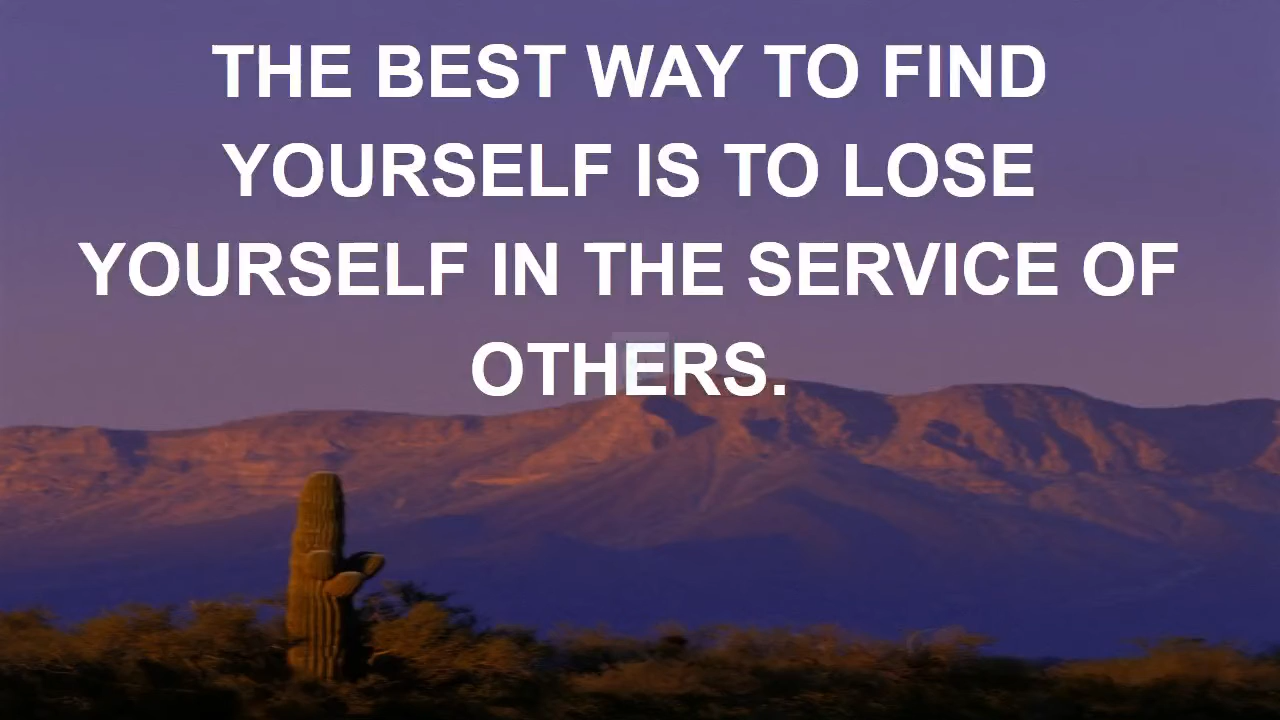 THE BEST WAY TO FIND
YOURSELF IS TO LOSE
YOURSELF IN THE SERVICE OF
OTHERS.